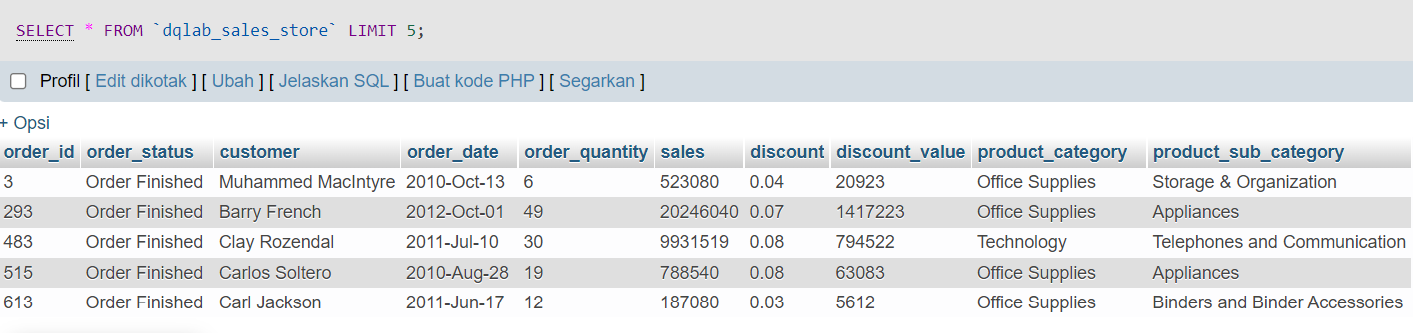 SELECT * FROM `dqlab_sales_store` LIMIT 5;
Profil [ Edit dikotak ] [ Ubah ] [ Jelaskan SQL ] [ Buat kode PHP ] [ Segarkan ]
+ Opsi
order_id order_status customer order_date order_quantity sales discount discount_value product_category product_sub_category
3 Order Finished Muhammed MacIntyre 2010-Oct-13 6 523080 0.04 20923 Office Supplies Storage & Organization
293 Order Finished Barry French 2012-Oct-01 49 20246040 0.07 1417223 Office Supplies Appliances
483 Order Finished Clay Rozendal 2011-Jul-10 30 9931519 0.08 794522 Technology Telephones and Communication
515 Order Finished Carlos Soltero 2010-Aug-28 19 788540 0.08 63083 Office Supplies Appliances
613 Order Finished Carl Jackson 2011-Jun-17 12 187080 0.03 5612 Office Supplies Binders and Binder Accessories